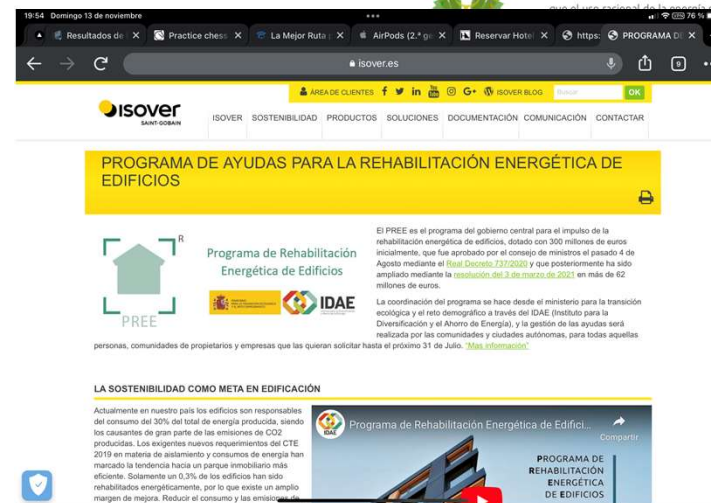 que el uso racional de la energía
19:54 Domingo 13 de noviembre
76 %
Resultados de
Practice chess
La Mejor Ruta
AirPods (2.ª ge
Reservar Hotel
https:
PROGRAMA DE
isover.es
9
ÁREA DE CLIENTES
ISOVER BLOG
Buscar
OK
isover
SAINT-GOBAIN
ISOVER SOSTENIBILIDAD PRODUCTOS SOLUCIONES DOCUMENTACIÓN COMUNICACIÓN CONTACTAR
PROGRAMA DE AYUDAS PARA LA REHABILITACIÓN ENERGÉTICA DE
EDIFICIOS
R
PREE
Programa de Rehabilitación
Energética de Edificios
IDAE
El PREE es el programa del gobierno central para el impulso de la
rehabilitación energética de edificios, dotado con 300 millones de euros
inicialmente, que fue aprobado por el consejo de ministros el pasado 4 de
Agosto mediante el Real Decreto 737/2020 y que posteriormente ha sido
ampliado mediante la resolución del 3 de marzo de 2021 en más de 62
millones de euros.
La coordinación del programa se hace desde el ministerio para la transición
ecológica y el reto demográfico a través del IDAE (Instituto para la
Diversificación y el Ahorro de Energía), y la gestión de las ayudas será
realizada por las comunidades y ciudades autónomas, para todas aquellas
personas, comunidades de propietarios y empresas que las quieran solicitar hasta el próximo 31 de Julio. "Mas información"
LA SOSTENIBILIDAD COMO META EN EDIFICACIÓN
Actualmente en nuestro país los edificios son responsables
del consumo del 30% del total de energía producida, siendo
los causantes de gran parte de las emisiones de CO2
producidas. Los exigentes nuevos requerimientos del CTE
2019 en materia de aislamiento y consumos de energía han
marcado la tendencia hacia un parque inmobiliario más
eficiente. Solamente un 0,3% de los edificios han sido
rehabilitados energéticamente, por lo que existe un amplio
margen de mejora. Reducir el consumo y las emisiones de
IDAE
Programa de Rehabilitación Energética de Edifici...
Compartir
PROGRAMA DE
REHABILITACIÓN
ENERGÉTICA
DE EDIFICIOS